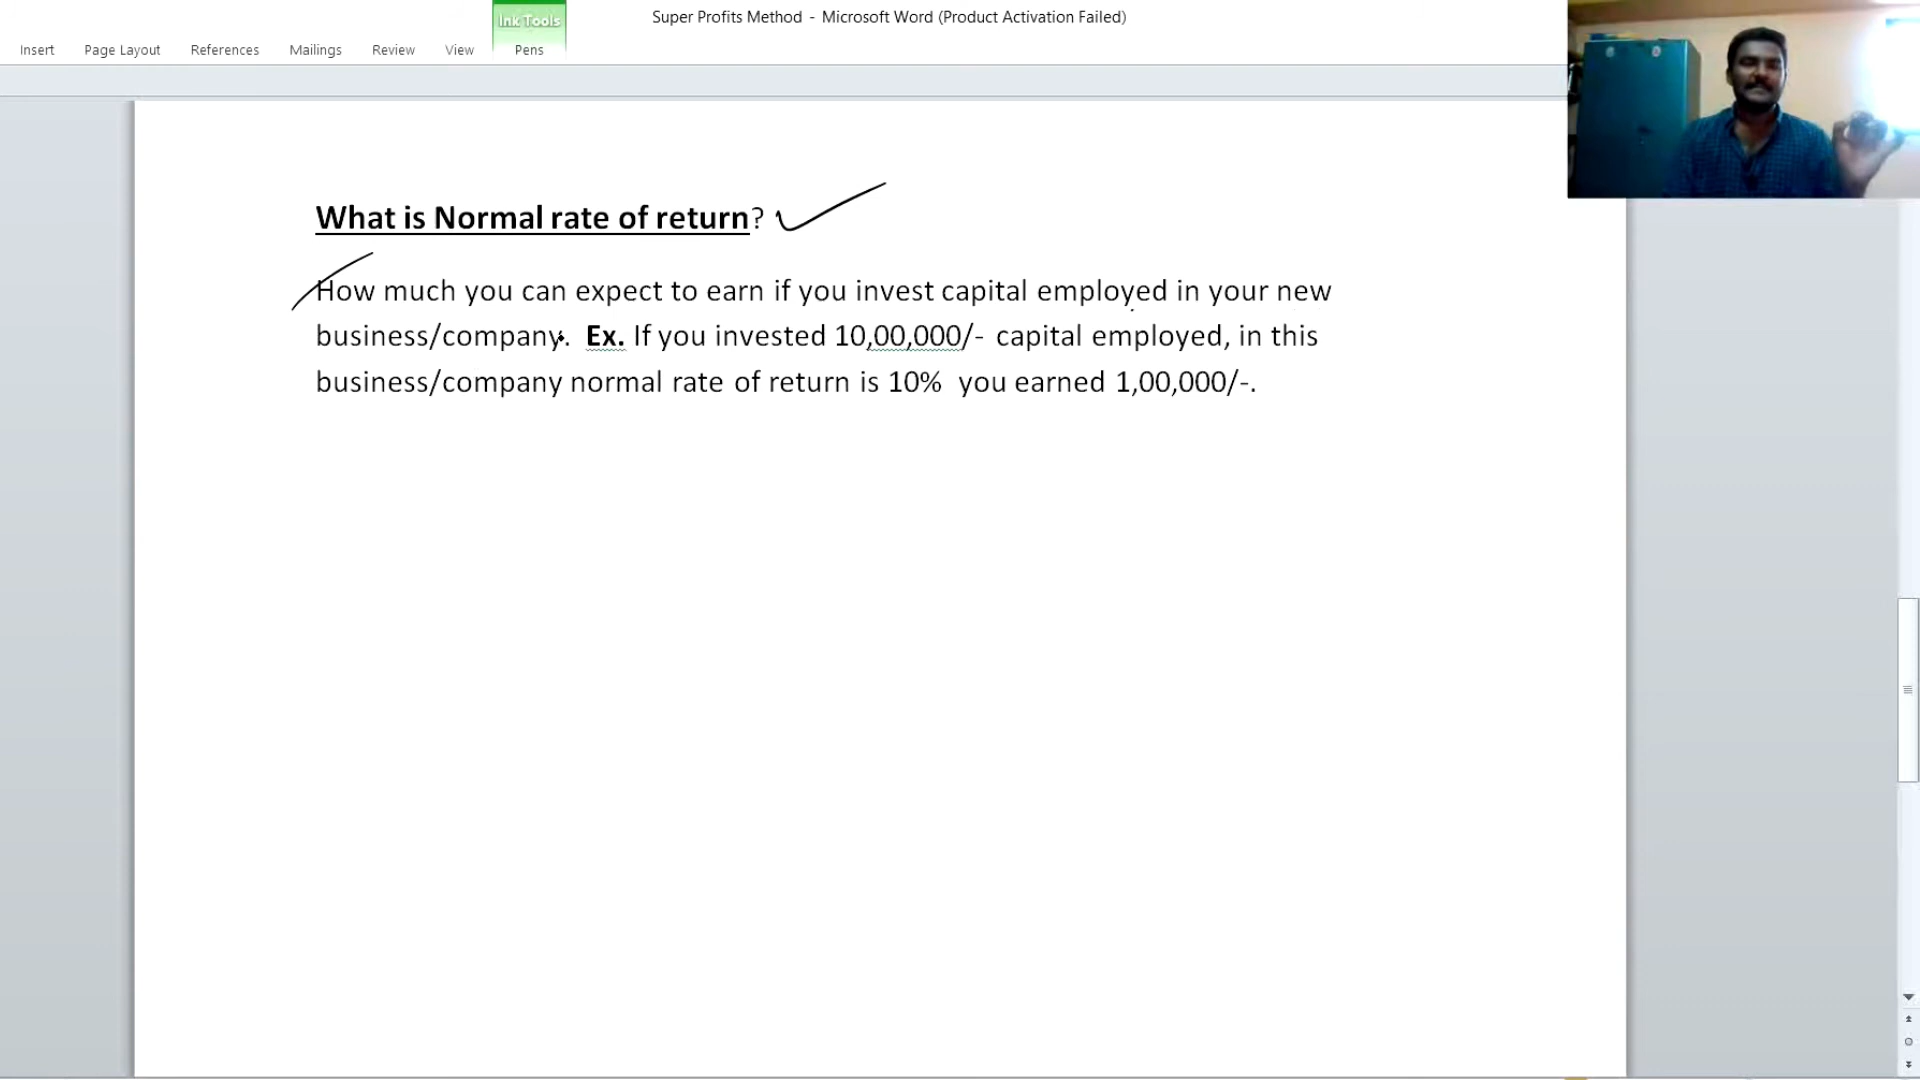 Ink Tools
Super Profits Method - Microsoft Word (Product Activation Failed)
Insert Page Layout References Mailings Review View Pens
What is Normal rate of return?
How much you can expect to earn if you invest capital employed in your new
business/company. Ex. If you invested 10,00,000/- capital employed, in this
business/company normal rate of return is 10% you earned 1,00,000/-.